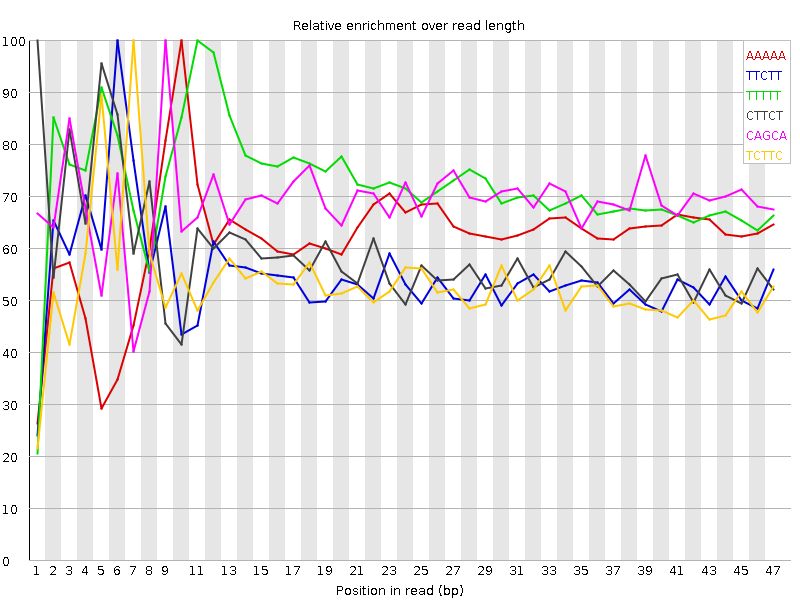 Relative enrichment over read length
100
90
80
70
60
50
40
30
20
10
0
AAAAA
TTCTT
TTTTT
CTTCT
CAGCA
TCTTC
1 2 3 4 5 6 7 8 9 11 13 15 17 19 21 23 25 27 29 31 33 35 37 39 41 43 45 47
Position in read (bp)